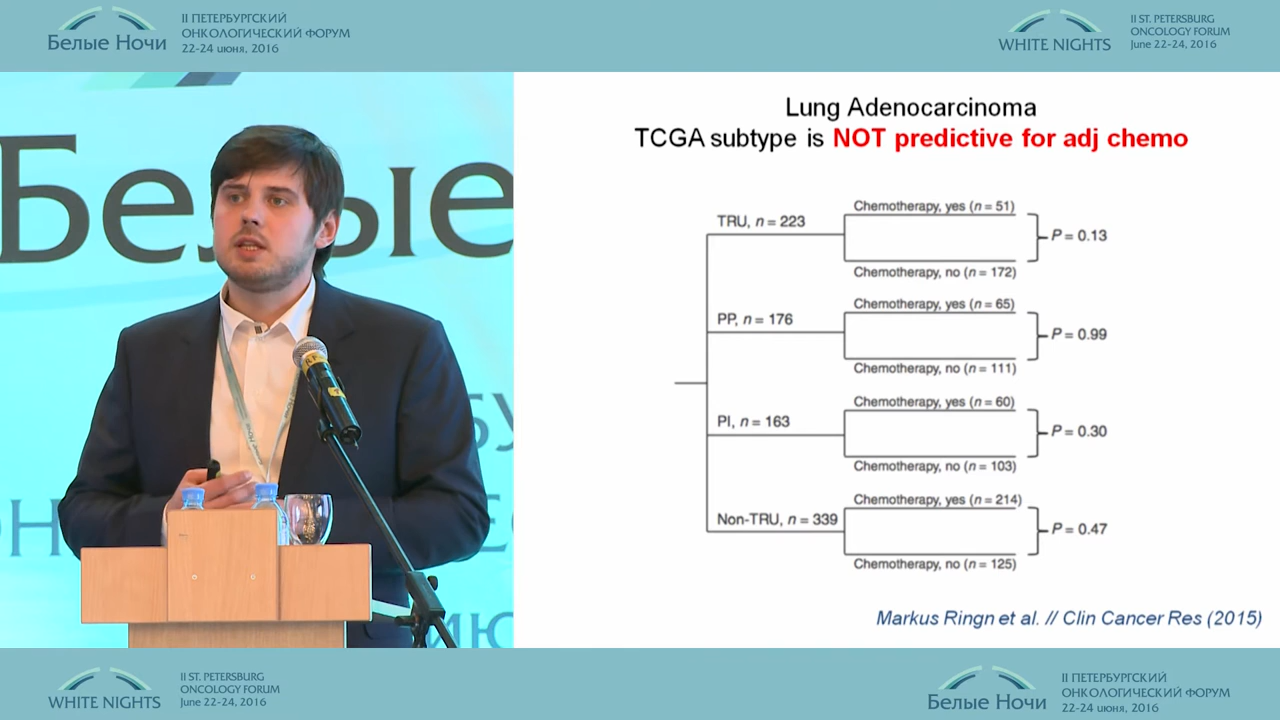 Белые Ночи
II ПЕТЕРБУРГСКИЙ
ОНКОЛОГИЧЕСКИЙ ФОРУМ
22-24 июня, 2016
WHITE NIGHTS
II ST. PETERSBURG
ONCOLOGY FORUM
June 22-24, 2016
Белые
Lung Adenocarcinoma
TCGA subtype is NOT predictive for adj chemo
TRU, n = 223
Chemotherapy, yes (n = 51)
P = 0.13
Chemotherapy, no (n = 172)
PP, n = 176
Chemotherapy, yes (n = 65)
P = 0.99
Chemotherapy, no (n = 111)
PI, n = 163
Chemotherapy, yes (n = 60)
P = 0.30
Chemotherapy, no (n = 103)
Non-TRU, n = 339
Chemotherapy, yes (n = 214)
P = 0.47
Chemotherapy, no (n = 125)
Markus Ringn et al. // Clin Cancer Res (2015)
WHITE NIGHTS
II ST. PETERSBURG
ONCOLOGY FORUM
June 22-24, 2016
Белые Ночи
II ПЕТЕРБУРГСКИЙ
ОНКОЛОГИЧЕСКИЙ ФОРУМ
22-24 июня, 2016